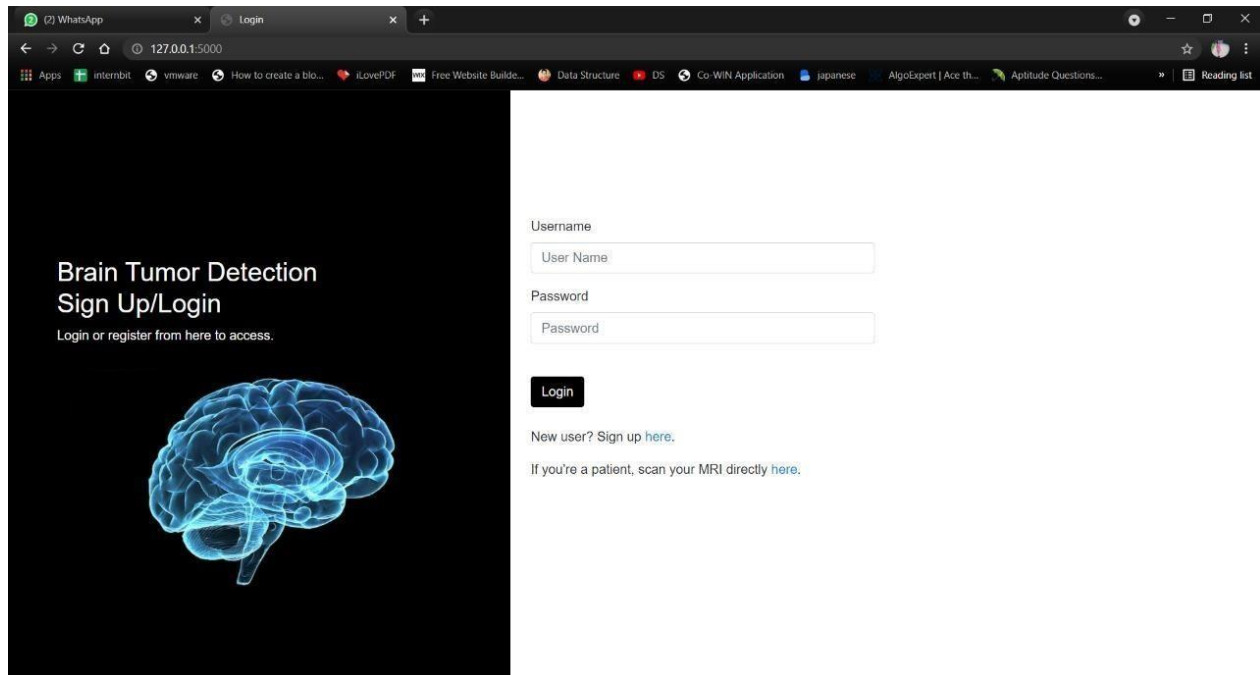 (2) WhatsApp
Login
127.0.0.1:5000
Apps
internbit
vmware
How to create a blo...
iLovePDF
WIX
Free Website Builde...
Data Structure
DS
Co-WIN Application
japanese
AlgoExpert | Ace th...
Aptitude Questions...
»
Reading list
Brain Tumor Detection
Sign Up/Login
Login or register from here to access.
Username
User Name
Password
Password
Login
New user? Sign up here.
If you're a patient, scan your MRI directly here.